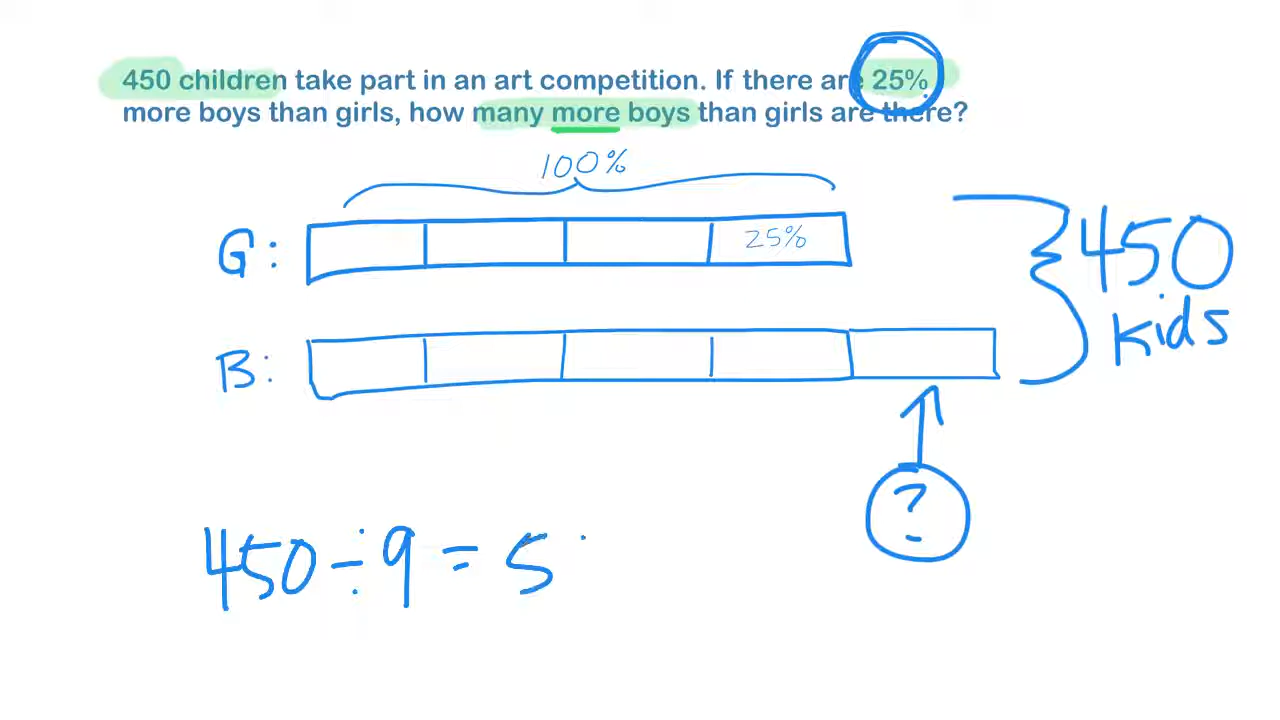 450 children take part in an art competition. If there are 25%
more boys than girls, how many more boys than girls are there?
100%
G: 25%
450
kids
B:
?
450 ÷ 9 = 5